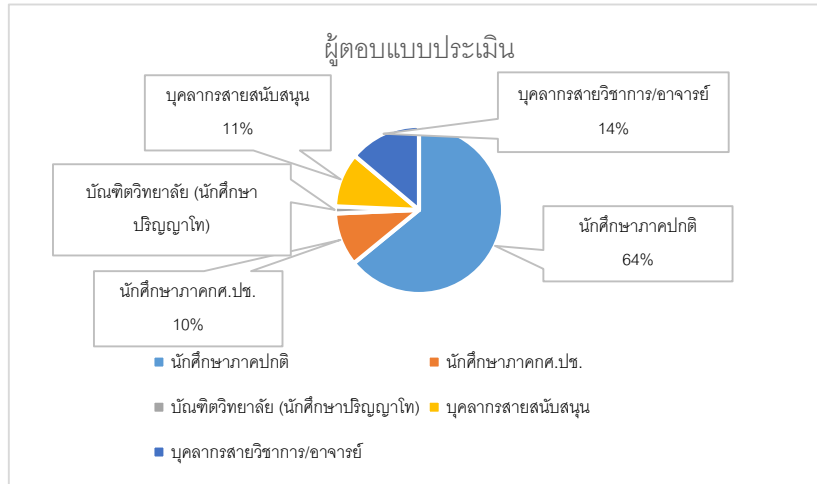 ผู้ตอบแบบประเมิน
บุคลากรสายสนับสนุน
11%
บุคลากรสายวิชาการ/อาจารย์
14%
บัณฑิตวิทยาลัย (นักศึกษา
ปริญญาโท)
นักศึกษาภาคปกติ
64%
นักศึกษาภาคกศ.ปช.
10%
นักศึกษาภาคปกติ
นักศึกษาภาคกศ.ปช.
บัณฑิตวิทยาลัย (นักศึกษาปริญญาโท)
บุคลากรสายสนับสนุน
บุคลากรสายวิชาการ/อาจารย์